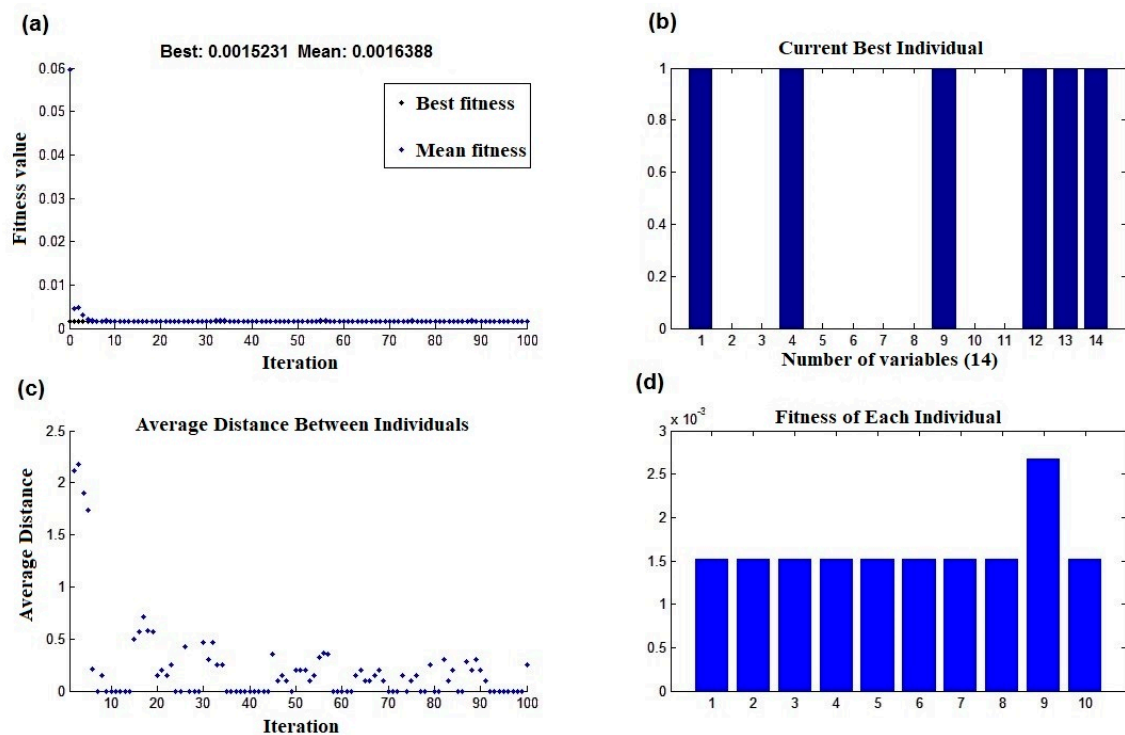 (a)
Best: 0.0015231 Mean: 0.0016388
Fitness value
0.06
0.05
0.04
0.03
0.02
0.01
0
Best fitness
Mean fitness
0 10 20 30 40 50 60 70 80 90 100
Iteration
(b)
Current Best Individual
1
0.8
0.6
0.4
0.2
0
1 2 3 4 5 6 7 8 9 10 11 12 13 14
Number of variables (14)
(c)
Average Distance Between Individuals
Average Distance
2.5
2
1.5
1
0.5
0
10 20 30 40 50 60 70 80 90 100
Iteration
(d)
x 10⁻³
Fitness of Each Individual
3
2.5
2
1.5
1
0.5
0
1 2 3 4 5 6 7 8 9 10